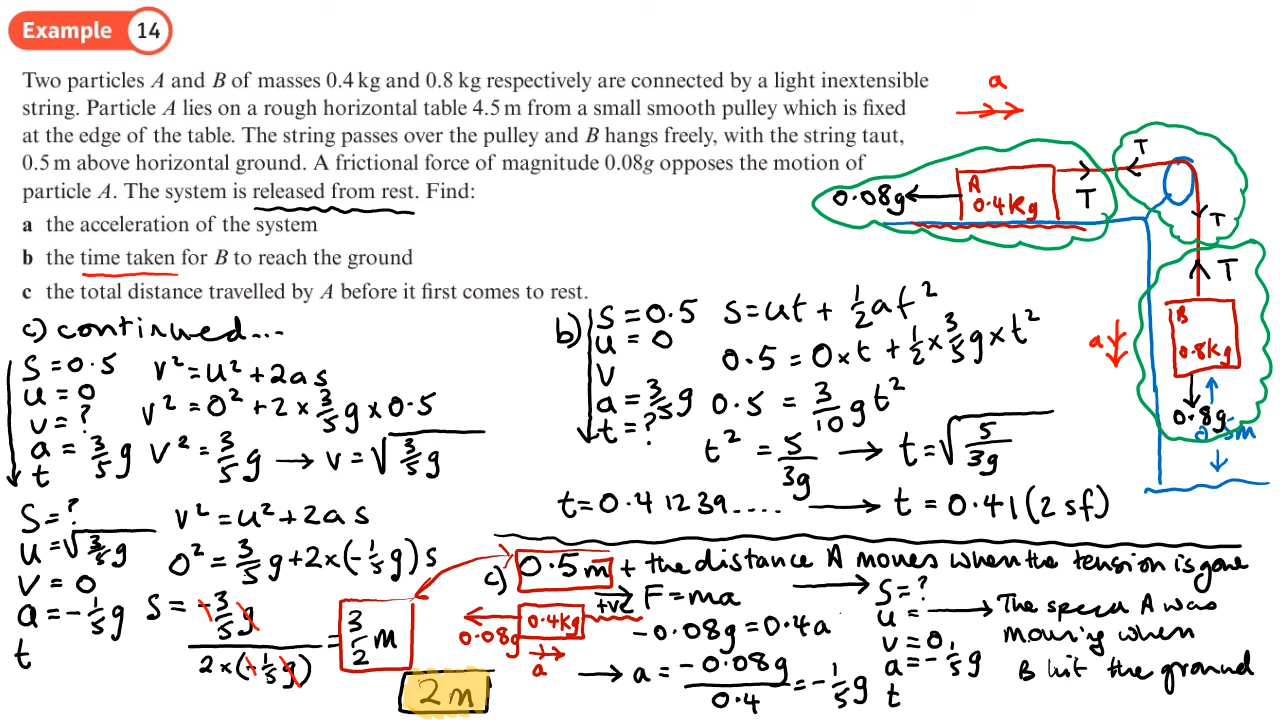 Example 14
Two particles A and B of masses 0.4 kg and 0.8 kg respectively are connected by a light inextensible
string. Particle A lies on a rough horizontal table 4.5 m from a small smooth pulley which is fixed
at the edge of the table. The string passes over the pulley and B hangs freely, with the string taut,
0.5 m above horizontal ground. A frictional force of magnitude 0.08g opposes the motion of
particle A. The system is released from rest. Find:
a the acceleration of the system
b the time taken for B to reach the ground
c the total distance travelled by A before it first comes to rest.
a
0.08g
A
0.4kg
T
T
T
T
B
0.8kg
a
0.8g
c) continued...
S = 0.5
u = 0
v = ?
a = 3/5 g
t
v² = u² + 2as
v² = 0² + 2 × 3/5 g × 0.5
v² = 3/5 g → v = √(3/5 g)
S = ?
u = √(3/5 g)
v = 0
a = -1/5 g
t
v² = u² + 2as
0² = 3/5 g + 2×(-1/5 g) s
S = -3/5 g / 2×(-1/5 g) = 3/2 m
2m
b)
S = 0.5
u = 0
v
a = 3/5 g
t = ?
S = ut + 1/2 at²
0.5 = 0×t + 1/2 × 3/5 g × t²
0.5 = 3/10 g t²
t² = 5/3g → t = √(5/3g)
t = 0.41239.... → t = 0.41 (2 sf)
c) 0.5m + the distance A moves when the tension is gone
0.08g
0.4kg
a
+ve
F = ma
-0.08g = 0.4a
→ a = -0.08g / 0.4 = -1/5 g
S = ?
u = → The speed A was
moving when
B hit the ground
v = 0
a = -1/5 g
t